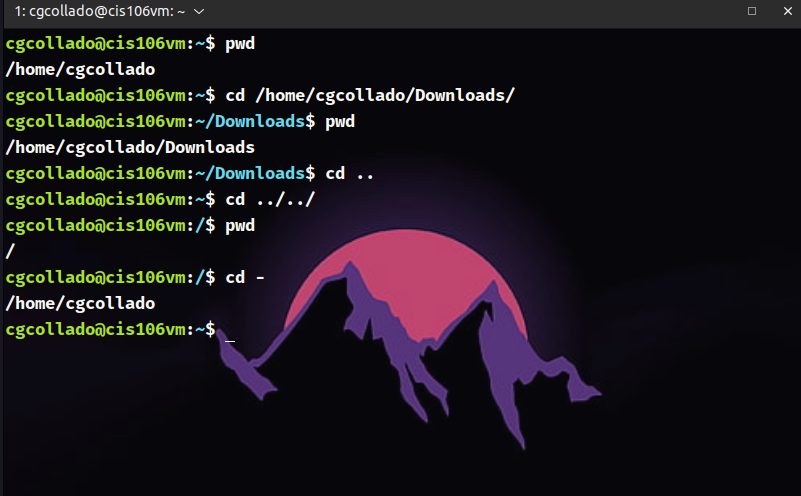 1: cgcollado@cis106vm: ~
cgcollado@cis106vm:~$ pwd
/home/cgcollado
cgcollado@cis106vm:~$ cd /home/cgcollado/Downloads/
cgcollado@cis106vm:~/Downloads$ pwd
/home/cgcollado/Downloads
cgcollado@cis106vm:~/Downloads$ cd ..
cgcollado@cis106vm:~$ cd ../../
cgcollado@cis106vm:/$ pwd
/
cgcollado@cis106vm:/$ cd -
/home/cgcollado
cgcollado@cis106vm:~$ _